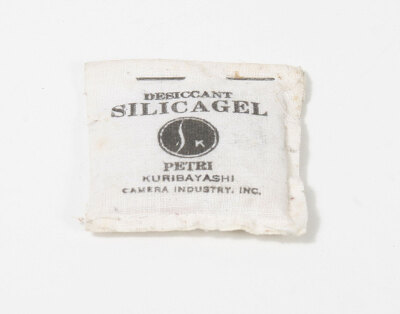 DESICCANT
SILICAGEL
S K
PETRI
KURIBAYASHI
CAMERA INDUSTRY, INC.